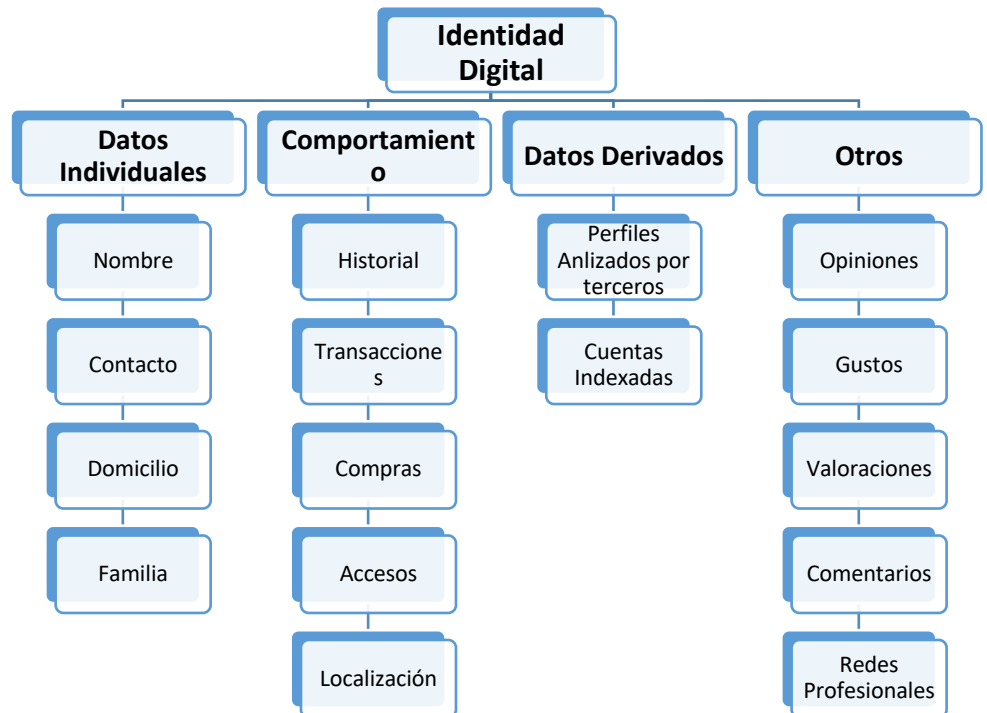 Identidad
Digital
Datos
Individuales
Nombre
Contacto
Domicilio
Familia
Comportamient
o
Historial
Transaccione
s
Compras
Accesos
Localización
Datos Derivados
Perfiles
Anlizados por
terceros
Cuentas
Indexadas
Otros
Opiniones
Gustos
Valoraciones
Comentarios
Redes
Profesionales